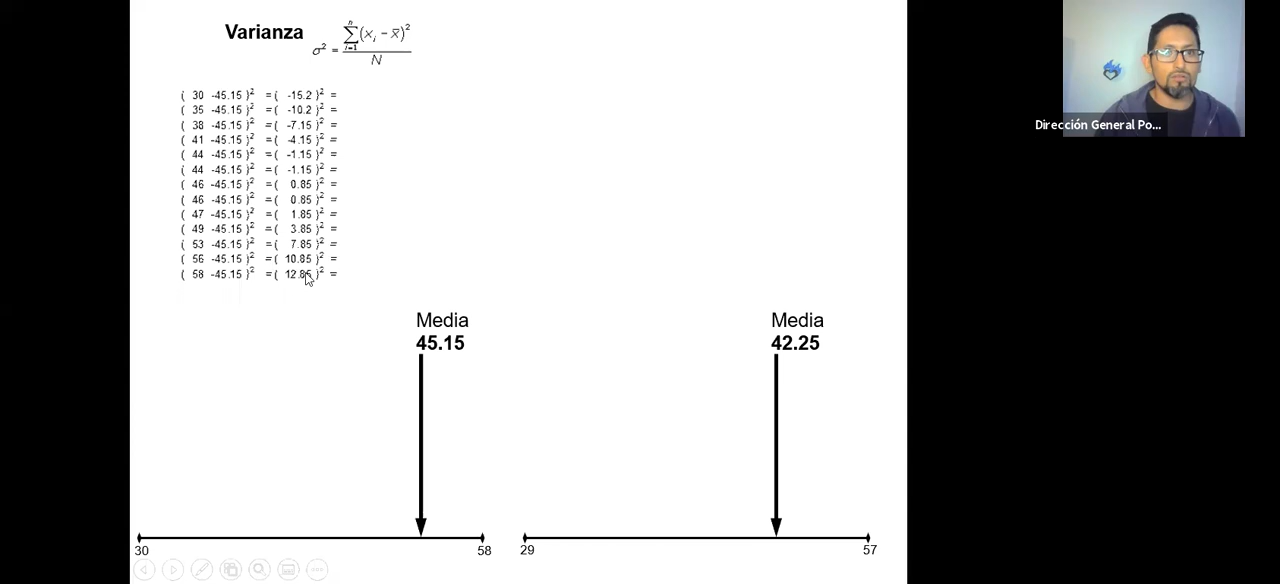 Varianza σ² = n ∑ i=1 (xᵢ − x̄)² / N
( 30 -45.15 )² = ( -15.2 )² =
( 35 -45.15 )² = ( -10.2 )² =
( 38 -45.15 )² = ( -7.15 )² =
( 41 -45.15 )² = ( -4.15 )² =
( 44 -45.15 )² = ( -1.15 )² =
( 44 -45.15 )² = ( -1.15 )² =
( 46 -45.15 )² = ( 0.85 )² =
( 46 -45.15 )² = ( 0.85 )² =
( 47 -45.15 )² = ( 1.85 )² =
( 49 -45.15 )² = ( 3.85 )² =
( 53 -45.15 )² = ( 7.85 )² =
( 56 -45.15 )² = ( 10.85 )² =
( 58 -45.15 )² = ( 12.85 )² =
Dirección General Po...
Media
45.15
Media
42.25
30
58
29
57